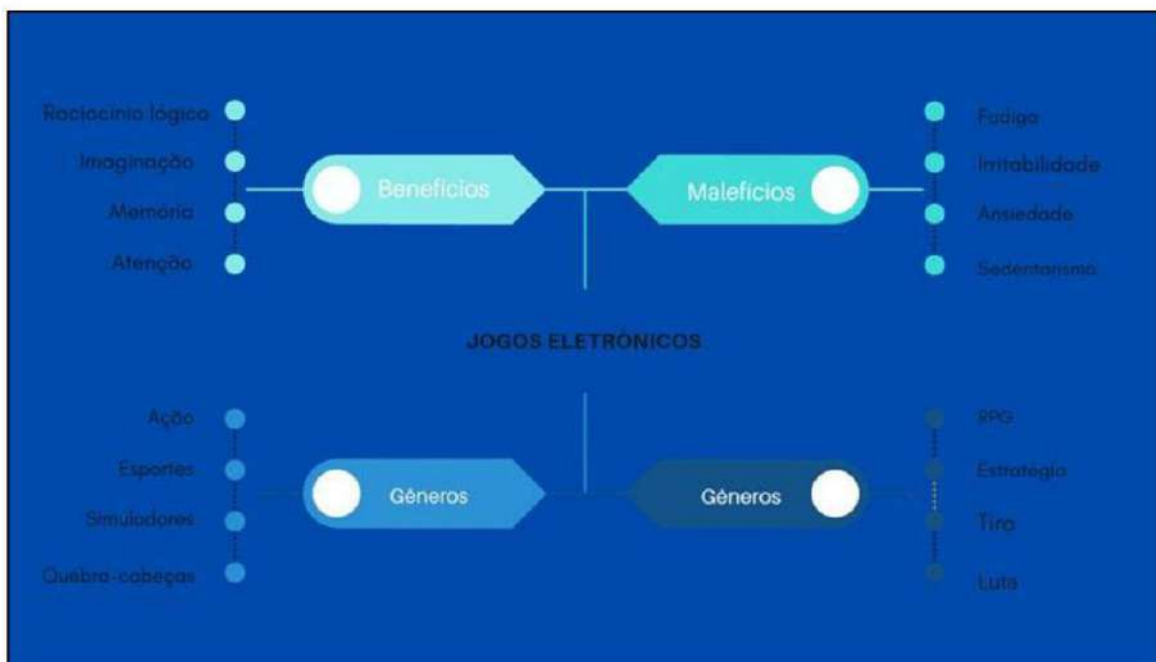 Raciocínio lógico
Imaginação
Memória
Atenção
Benefícios
Malefícios
Fadiga
Irritabilidade
Ansiedade
Sedentarismo
JOGOS ELETRÔNICOS
Ação
Esportes
Simuladores
Quebra-cabeças
Gêneros
Gêneros
RPG
Estratégia
Tiro
Luta